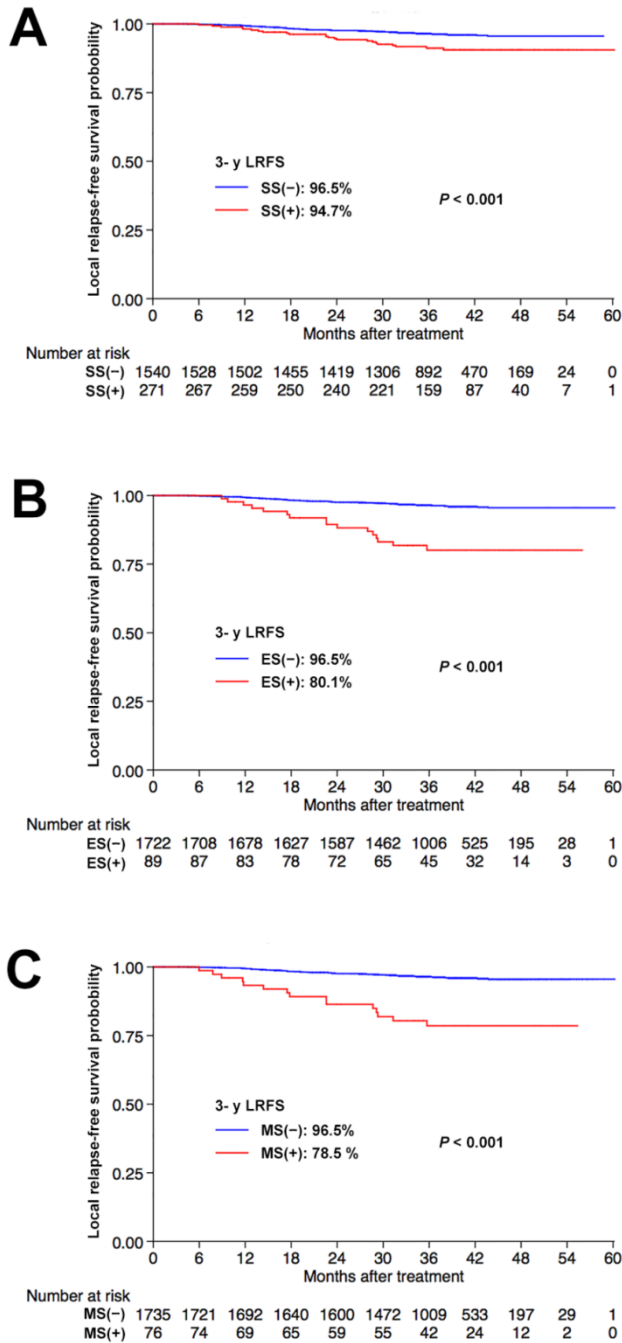 A
Local relapse-free survival probobility
1.00
0.75
0.50
0.25
0.00
3- y LRFS
SS(−): 96.5%
SS(+): 94.7%
P < 0.001
0 6 12 18 24 30 36 42 48 54 60
Months after treatment
Number at risk
SS(−) 1540 1528 1502 1455 1419 1306 892 470 169 24 0
SS(+) 271 267 259 250 240 221 159 87 40 7 1
B
Local relapse-free survival probobility
1.00
0.75
0.50
0.25
0.00
3- y LRFS
ES(−): 96.5%
ES(+): 80.1%
P < 0.001
0 6 12 18 24 30 36 42 48 54 60
Months after treatment
Number at risk
ES(−) 1722 1708 1678 1627 1587 1462 1006 525 195 28 1
ES(+) 89 87 83 78 72 65 45 32 14 3 0
C
Local relapse-free survival probobility
1.00
0.75
0.50
0.25
0.00
3- y LRFS
MS(−): 96.5%
MS(+): 78.5 %
P < 0.001
0 6 12 18 24 30 36 42 48 54 60
Months after treatment
Number at risk
MS(−) 1735 1721 1692 1640 1600 1472 1009 533 197 29 1
MS(+) 76 74 69 65 59 55 42 24 12 2 0